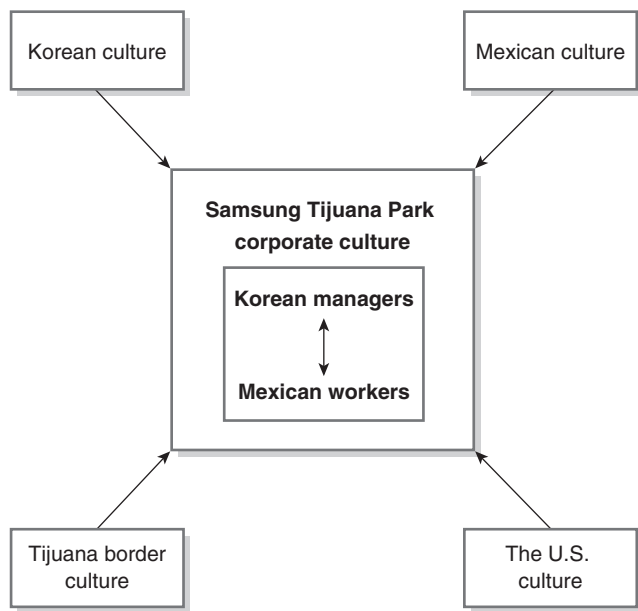 Korean culture
Mexican culture
Samsung Tijuana Park
corporate culture
Korean managers
Mexican workers
Tijuana border
culture
The U.S.
culture